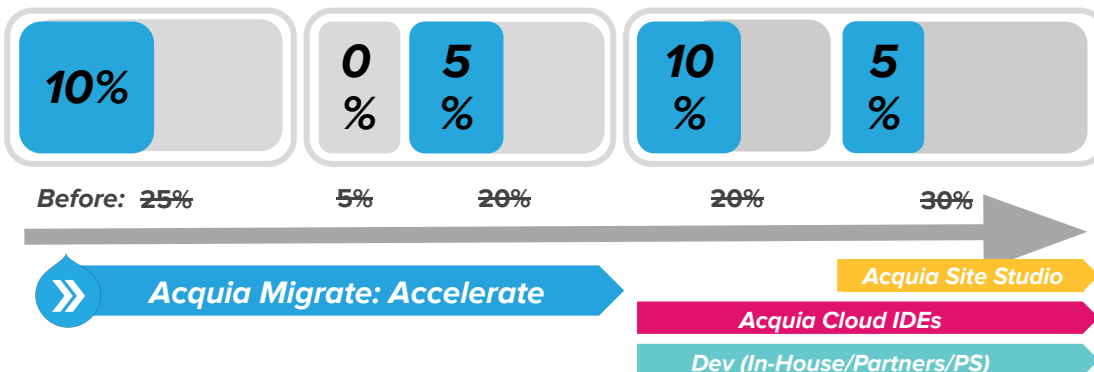 10%
0
%
5
%
10
%
5
%
Before: 25% 5% 20% 20% 30%
Acquia Site Studio
Acquia Migrate: Accelerate
Acquia Cloud IDEs
Dev (In-House/Partners/PS)